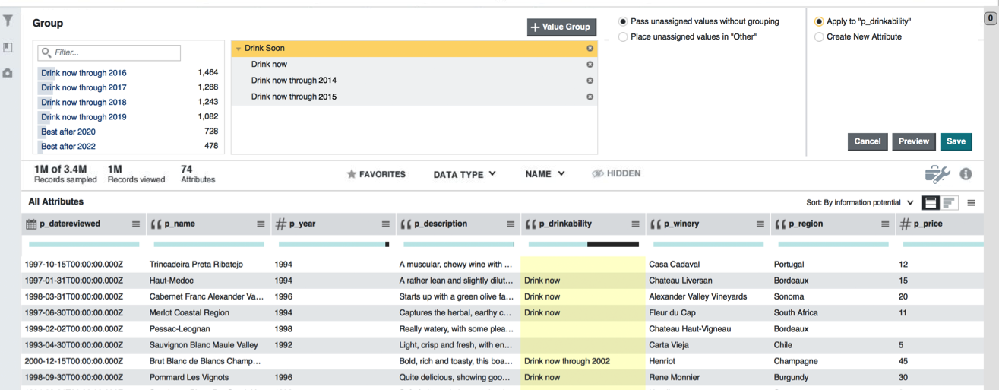 Group
+ Value Group
Pass unassigned values without grouping
Place unassigned values in "Other"
Apply to "p_drinkability"
Create New Attribute
0
Filter...
Drink now through 2016 1,464
Drink now through 2017 1,288
Drink now through 2018 1,243
Drink now through 2019 1,082
Best after 2020 728
Best after 2022 478
Drink Soon
Drink now
Drink now through 2014
Drink now through 2015
Cancel Preview Save
1M of 3.4M 1M 74
Records sampled Records viewed Attributes
FAVORITES DATA TYPE NAME HIDDEN
All Attributes Sort: By information potential
p_datereviewed p_name # p_year p_description p_drinkability p_winery p_region # p_price
1997-10-15T00:00:00.000Z Trincadeira Preta Ribatejo 1994 A muscular, chewy wine with ... Casa Cadaval Portugal 12
1997-01-31T00:00:00.000Z Haut-Medoc 1994 A rather lean and slightly dilut... Drink now Chateau Liversan Bordeaux 15
1998-03-31T00:00:00.000Z Cabernet Franc Alexander Va... 1996 Starts up with a green olive fa... Drink now Alexander Valley Vineyards Sonoma 20
1997-06-30T00:00:00.000Z Merlot Coastal Region 1994 Captures the herbal, earthy c... Drink now Fleur du Cap South Africa 11
1999-02-02T00:00:00.000Z Pessac-Leognan 1998 Really watery, with some plea... Chateau Haut-Vigneau Bordeaux
1993-04-30T00:00:00.000Z Sauvignon Blanc Maule Valley 1992 Light, crisp and fresh, with en... Carta Vieja Chile 5
2000-12-15T00:00:00.000Z Brut Blanc de Blancs Champ... Bold, rich and toasty, this boa... Drink now through 2002 Henriot Champagne 45
1998-09-30T00:00:00.000Z Pommard Les Vignots 1996 Quite delicious, showing goo... Drink now Rene Monnier Burgundy 30